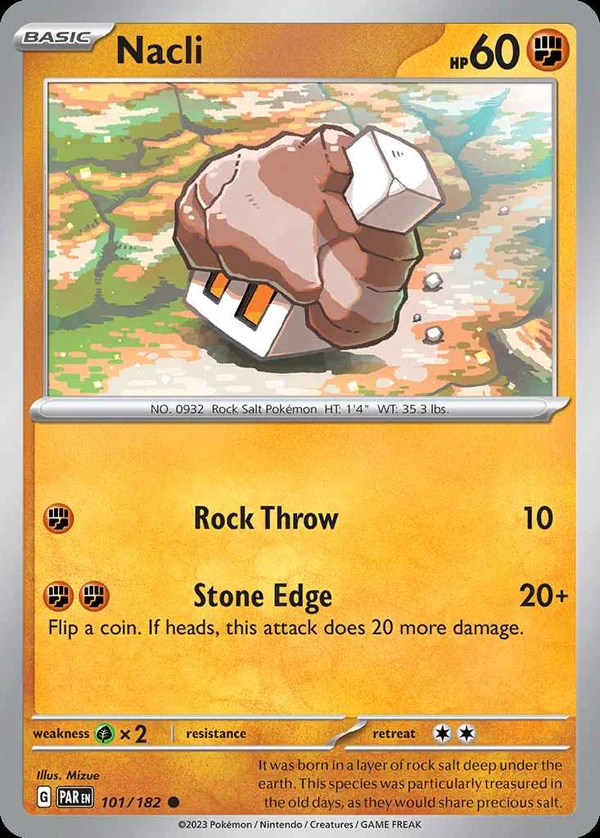 BASIC Nacli HP 60
NO. 0932 Rock Salt Pokémon HT: 1'4" WT: 35.3 lbs.
Rock Throw 10
Stone Edge 20+
Flip a coin. If heads, this attack does 20 more damage.
weakness ×2 resistance retreat
Illus. Mizue
G PAR EN 101/182
It was born in a layer of rock salt deep under the
earth. This species was particularly treasured in
the old days, as they would share precious salt.
©2023 Pokémon / Nintendo / Creatures / GAME FREAK